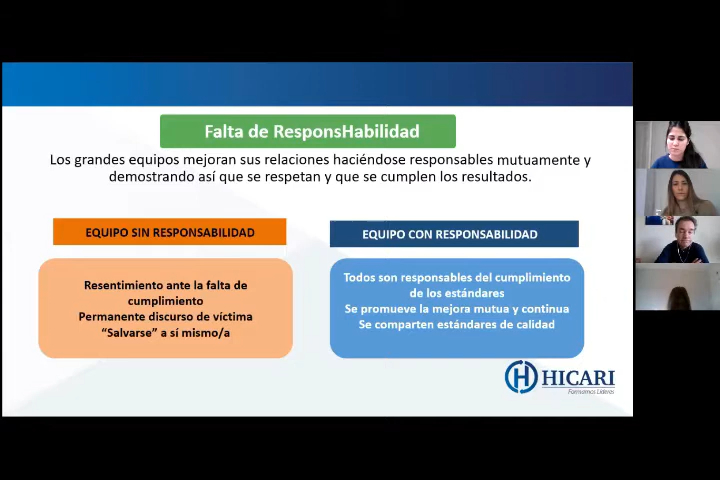 Falta de ResponsHabilidad
Los grandes equipos mejoran sus relaciones haciéndose responsables mutuamente y
demostrando así que se respetan y que se cumplen los resultados.
EQUIPO SIN RESPONSABILIDAD
Resentimiento ante la falta de
cumplimiento
Permanente discurso de víctima
“Salvarse” a sí mismo/a
EQUIPO CON RESPONSABILIDAD
Todos son responsables del cumplimiento
de los estándares
Se promueve la mejora mutua y continua
Se comparten estándares de calidad
HICARI
Formamos Líderes